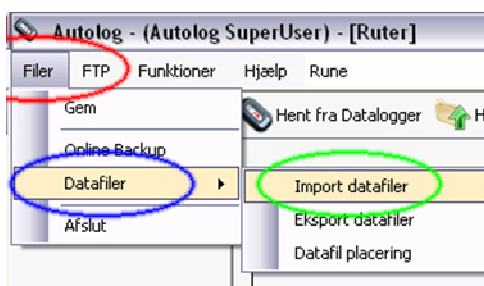 Autolog - (Autolog SuperUser) - [Ruter]
Filer FTP Funktioner Hjælp Rune
Gem
Hent fra Datalogger H
Online Backup
Datafiler
Import datafiler
Afslut
Eksport datafiler
Datafil placering